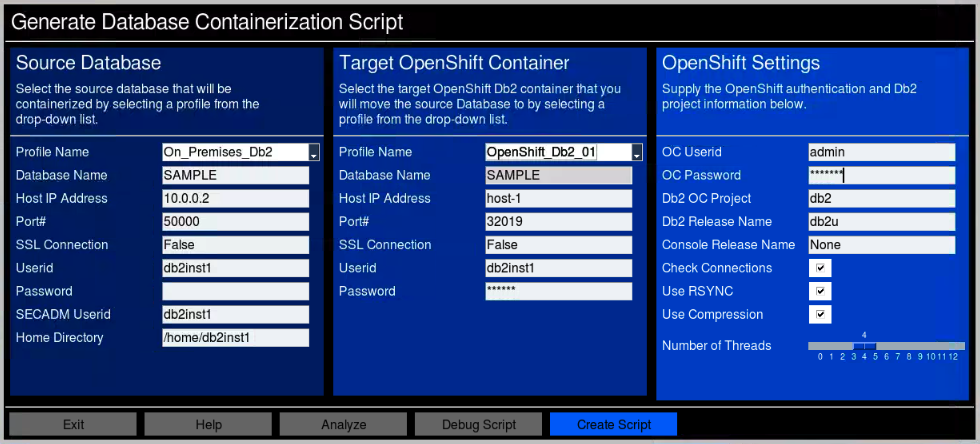 Generate Database Containerization Script
Source Database
Select the source database that will be
containerized by selecting a profile from the
drop-down list.
Profile Name On_Premises_Db2
Database Name SAMPLE
Host IP Address 10.0.0.2
Port# 50000
SSL Connection False
Userid db2inst1
Password
SECADM Userid db2inst1
Home Directory /home/db2inst1
Target OpenShift Container
Select the target OpenShift Db2 container that you
will move the source Database to by selecting a
profile from the drop-down list.
Profile Name OpenShift_Db2_01
Database Name SAMPLE
Host IP Address host-1
Port# 32019
SSL Connection False
Userid db2inst1
Password ******
OpenShift Settings
Supply the OpenShift authentication and Db2
project information below.
OC Userid admin
OC Password *******
Db2 OC Project db2
Db2 Release Name db2u
Console Release Name None
Check Connections
Use RSYNC
Use Compression
4
Number of Threads
0 1 2 3 4 5 6 7 8 9 10 11 12
Exit Help Analyze Debug Script Create Script